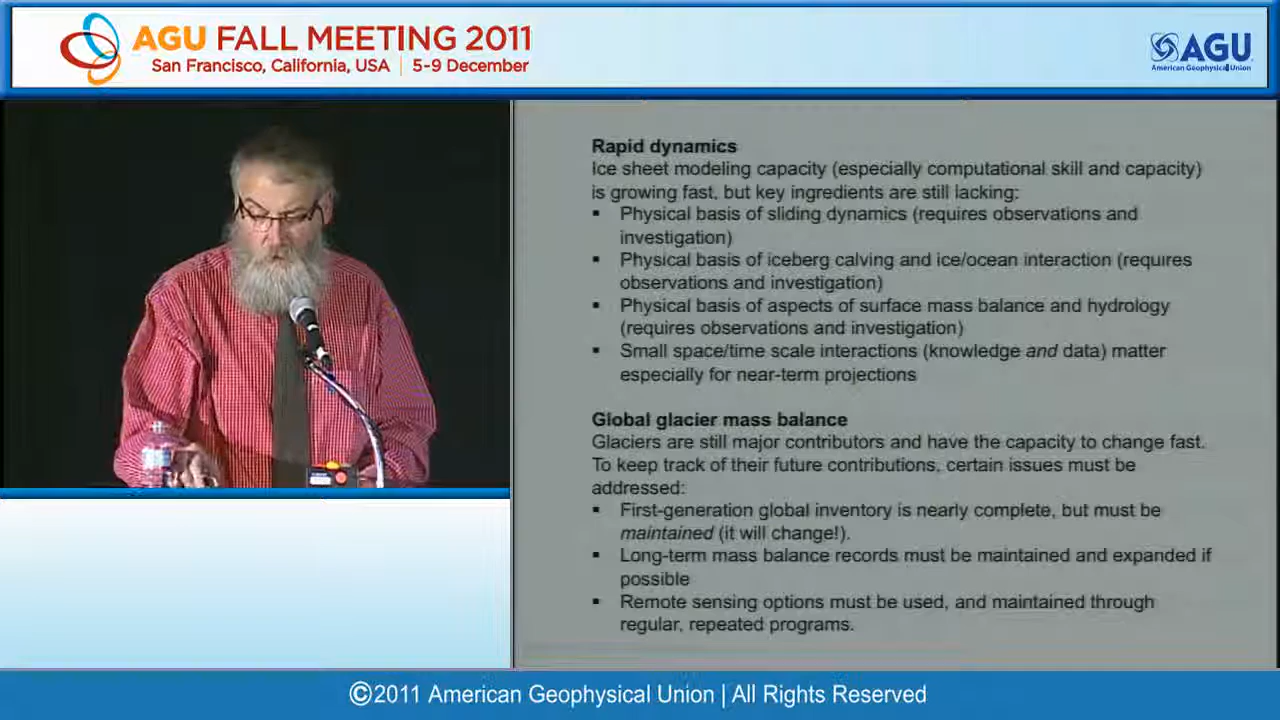 AGU FALL MEETING 2011
San Francisco, California, USA | 5-9 December
AGU
American Geophysical Union
Rapid dynamics
Ice sheet modeling capacity (especially computational skill and capacity)
is growing fast, but key ingredients are still lacking:
▪ Physical basis of sliding dynamics (requires observations and
investigation)
▪ Physical basis of iceberg calving and ice/ocean interaction (requires
observations and investigation)
▪ Physical basis of aspects of surface mass balance and hydrology
(requires observations and investigation)
▪ Small space/time scale interactions (knowledge and data) matter
especially for near-term projections
Global glacier mass balance
Glaciers are still major contributors and have the capacity to change fast.
To keep track of their future contributions, certain issues must be
addressed:
▪ First-generation global inventory is nearly complete, but must be
maintained (it will change!).
▪ Long-term mass balance records must be maintained and expanded if
possible
▪ Remote sensing options must be used, and maintained through
regular, repeated programs.
©2011 American Geophysical Union | All Rights Reserved